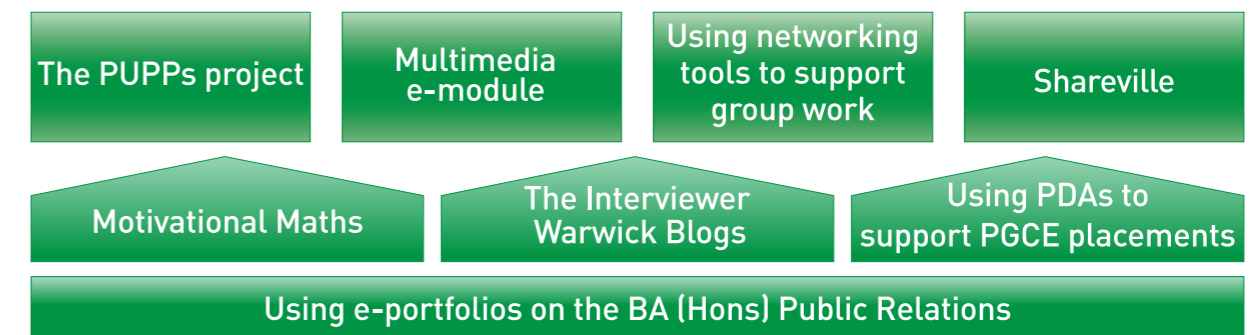 The PUPPs project
Multimedia
e-module
Using networking
tools to support
group work
Shareville
Motivational Maths
The Interviewer
Warwick Blogs
Using PDAs to
support PGCE placements
Using e-portfolios on the BA (Hons) Public Relations